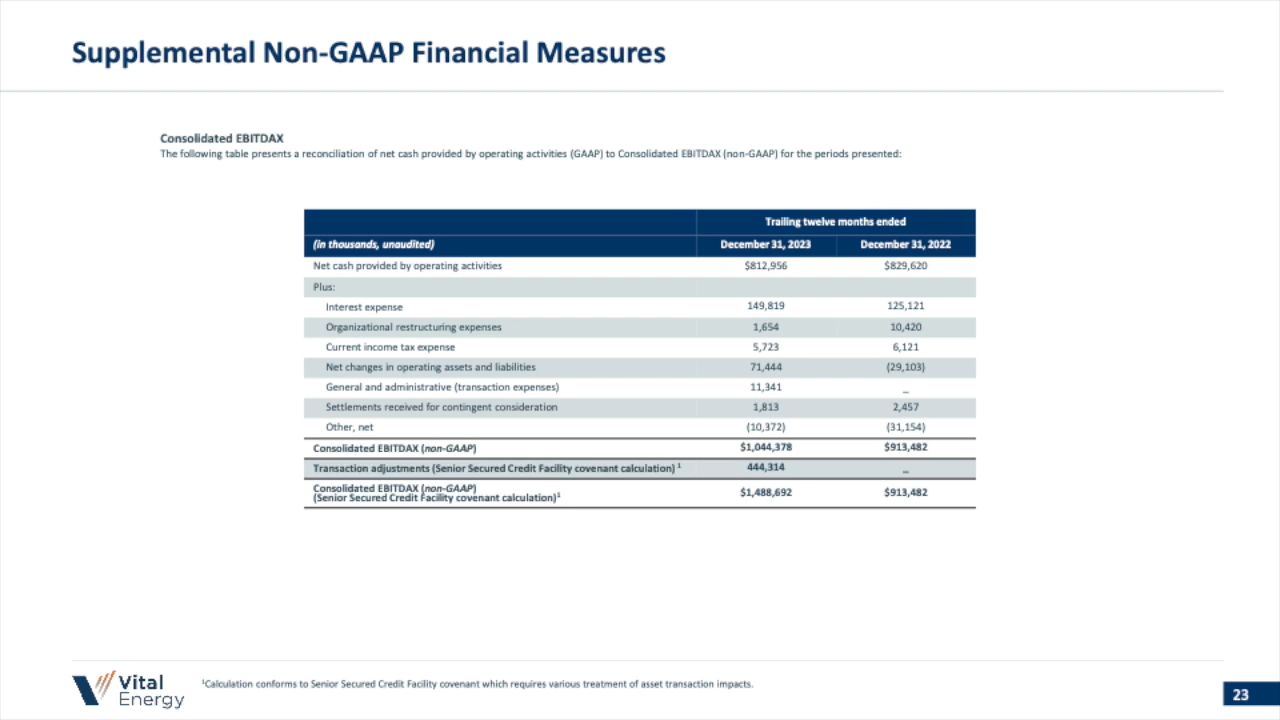 Supplemental Non-GAAP Financial Measures
Consolidated EBITDAX
The following table presents a reconciliation of net cash provided by operating activities (GAAP) to Consolidated EBITDAX (non-GAAP) for the periods presented:
Trailing twelve months ended
(in thousands, unaudited) December 31, 2023 December 31, 2022
Net cash provided by operating activities $812,956 $829,620
Plus:
Interest expense 149,819 125,121
Organizational restructuring expenses 1,654 10,420
Current income tax expense 5,723 6,121
Net changes in operating assets and liabilities 71,444 (29,103)
General and administrative (transaction expenses) 11,341 _
Settlements received for contingent consideration 1,813 2,457
Other, net (10,372) (31,154)
Consolidated EBITDAX (non-GAAP) $1,044,378 $913,482
Transaction adjustments (Senior Secured Credit Facility covenant calculation) ¹ 444,314 _
Consolidated EBITDAX (non-GAAP)
(Senior Secured Credit Facility covenant calculation)¹ $1,488,692 $913,482
Vital
Energy
¹Calculation conforms to Senior Secured Credit Facility covenant which requires various treatment of asset transaction impacts.
23